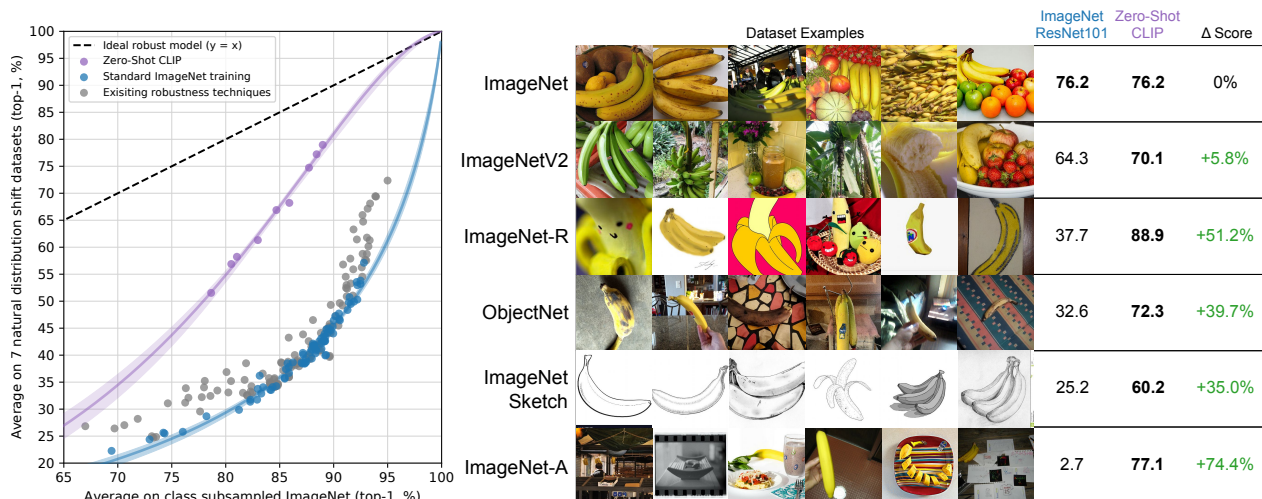 Average on 7 natural distribution shift datasets (top-1, %)
100
95
90
85
80
75
70
65
60
55
50
45
40
35
30
25
20
65
70
75
80
85
90
95
100
Average on class subsampled ImageNet (top-1, %)
Ideal robust model (y = x)
Zero-Shot CLIP
Standard ImageNet training
Exisiting robustness techniques
Dataset Examples
ImageNet
ResNet101
Zero-Shot
CLIP
Δ Score
ImageNet
76.2
76.2
0%
ImageNetV2
64.3
70.1
+5.8%
ImageNet-R
37.7
88.9
+51.2%
ObjectNet
32.6
72.3
+39.7%
ImageNet
Sketch
25.2
60.2
+35.0%
ImageNet-A
2.7
77.1
+74.4%